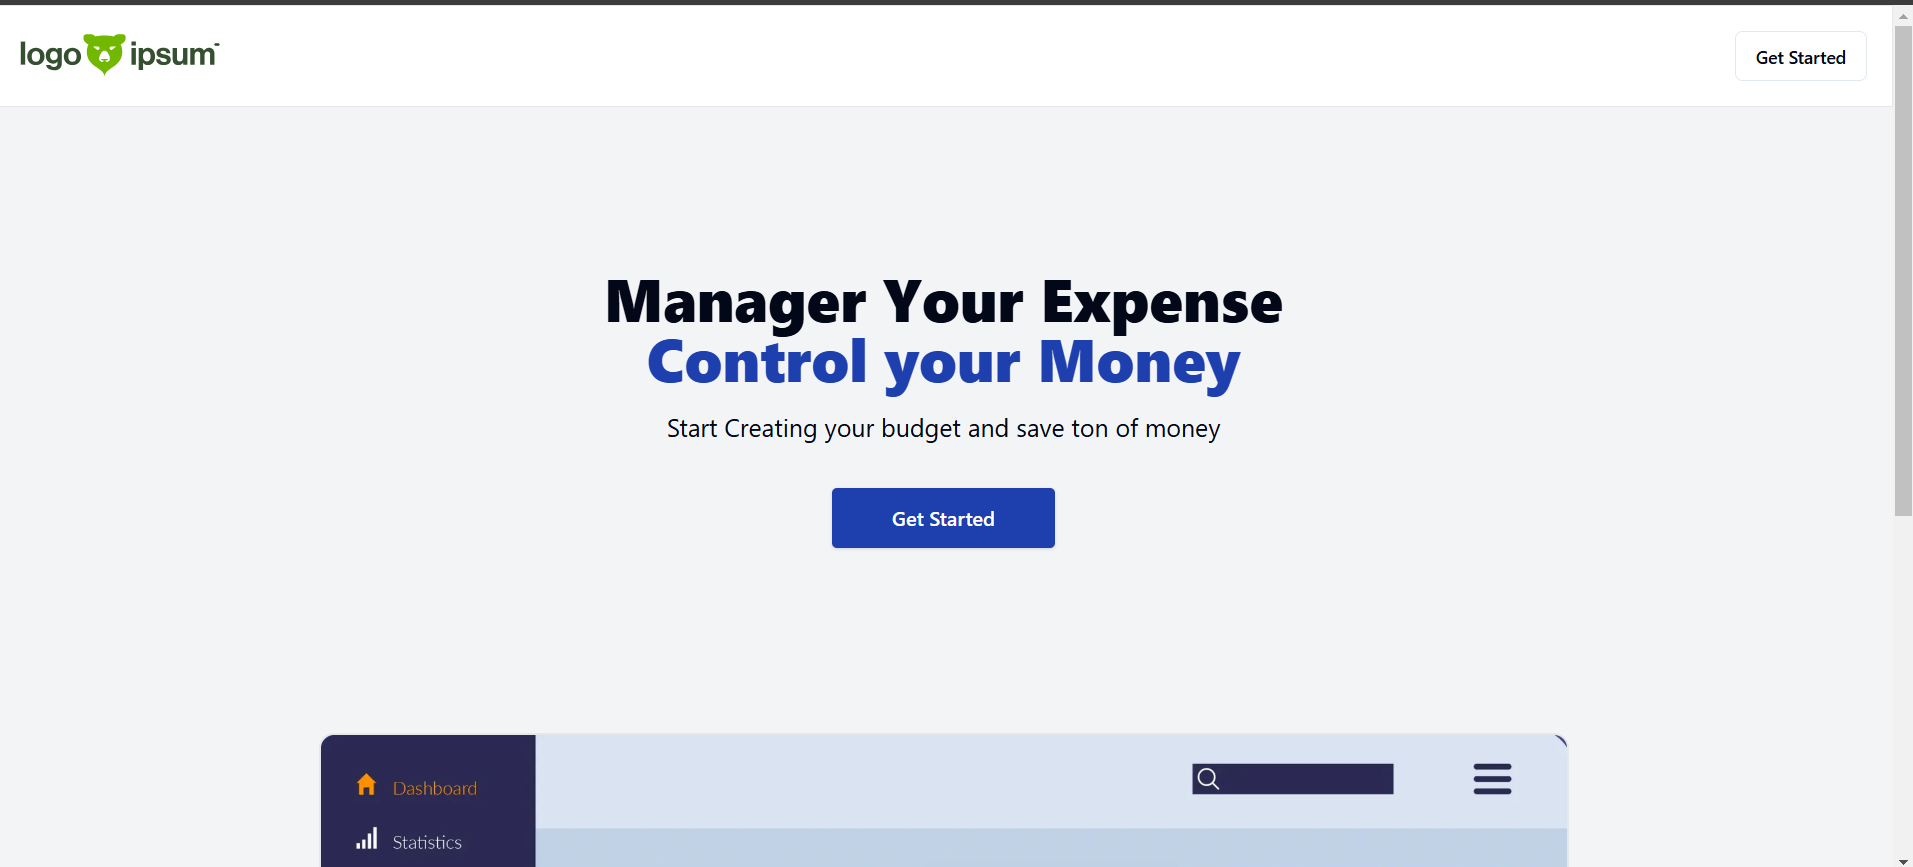 logo ipsum
Get Started
Manager Your Expense
Control your Money
Start Creating your budget and save ton of money
Get Started
Dashboard
Statistics